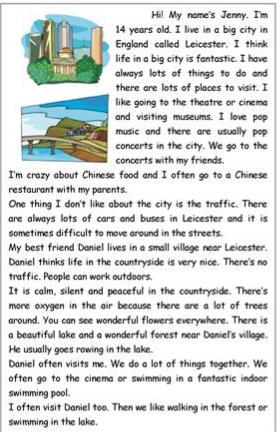 Hi! My name's Jenny. I'm
14 years old. I live in a big city in
England called Leicester. I think
life in a big city is fantastic. I have
always lots of things to do and
there are lots of places to visit. I
like going to the theatre or cinema
and visiting museums. I love pop
music and there are usually pop
concerts in the city. We go to the
concerts with my friends.
I'm crazy about Chinese food and I often go to a Chinese
restaurant with my parents.
One thing I don't like about the city is the traffic. There
are always lots of cars and buses in Leicester and it is
sometimes difficult to move around in the streets.
My best friend Daniel lives in a small village near Leicester.
Daniel thinks life in the countryside is very nice. There's no
traffic. People can work outdoors.
It is calm, silent and peaceful in the countryside. There's
more oxygen in the air because there are a lot of trees
around. You can see wonderful flowers everywhere. There is
a beautiful lake and a wonderful forest near Daniel's village.
He usually goes rowing in the lake.
Daniel often visits me. We do a lot of things together. We
often go to the cinema or swimming in a fantastic indoor
swimming pool.
I often visit Daniel too. Then we like walking in the forest or
swimming in the lake.